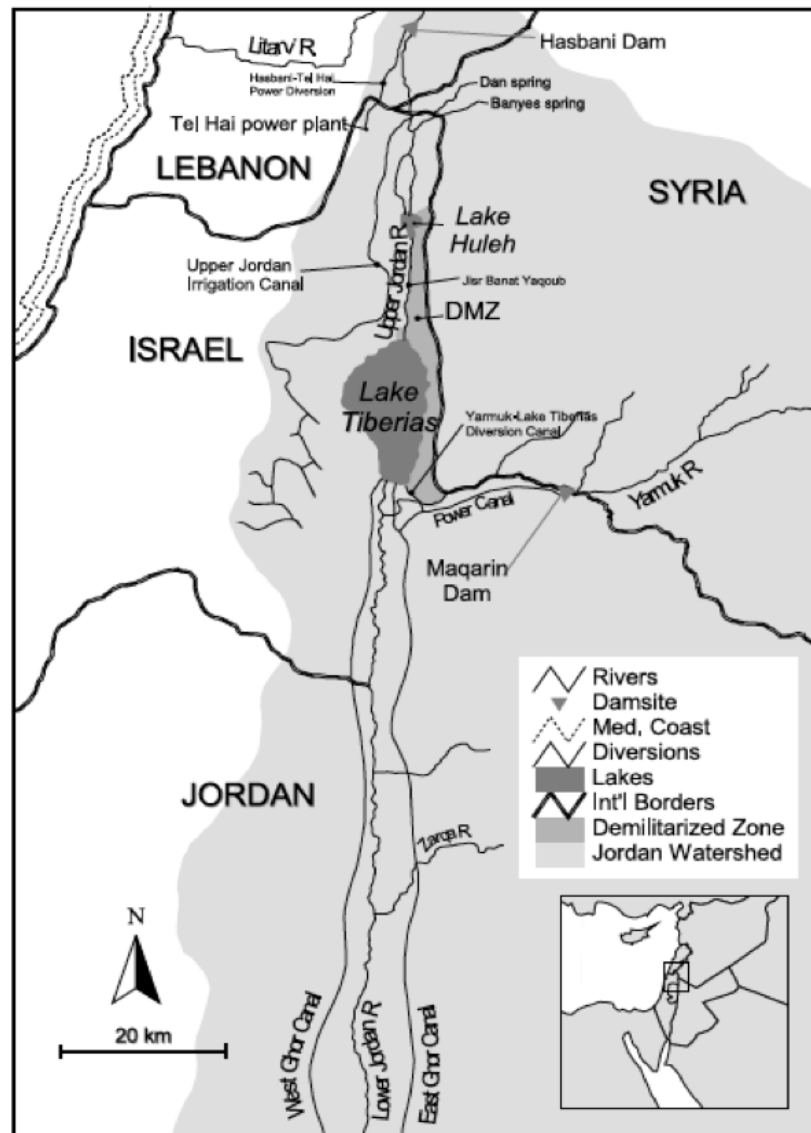 Litarvi R.
Hasbani Dam
Hasbani-Tel Hai
Power Diversion
Dan spring
Banyes spring
Tel Hai power plant
LEBANON
SYRIA
Lake
Huleh
Upper Jordan R.
Upper Jordan
Irrigation Canal
Jisr Banat Yaqoub
DMZ
ISRAEL
Lake
Tiberias
Yarmuk-Lake Tiberias
Diversion Canal
Yarmuk R.
Power Canal
Maqarin
Dam
Rivers
Damsite
Med, Coast
Diversions
Lakes
Int'l Borders
Demilitarized Zone
Jordan Watershed
JORDAN
Zarqa R.
N
20 km
West Ghor Canal
Lower Jordan R.
East Ghor Canal